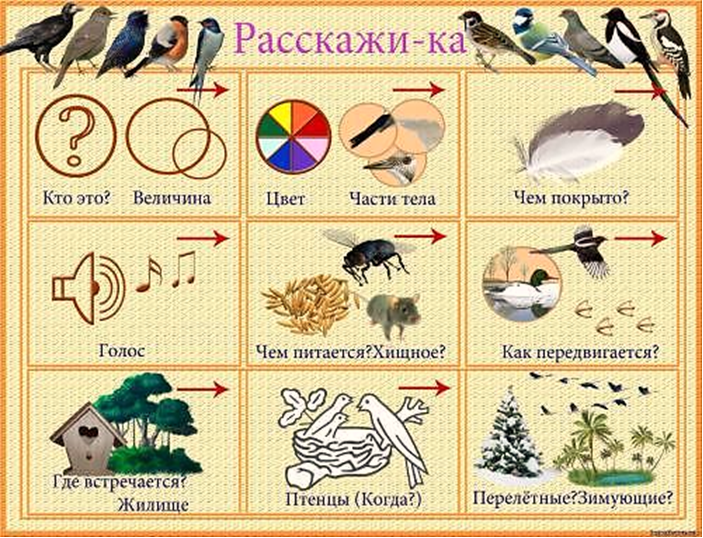 Расскажи-ка
Кто это? Величина
Цвет Части тела
Чем покрыто?
Голос
Чем питается?Хищное?
Как передвигается?
Где встречается?
Жилище
Птенцы (Когда?)
Перелётные?Зимующие?